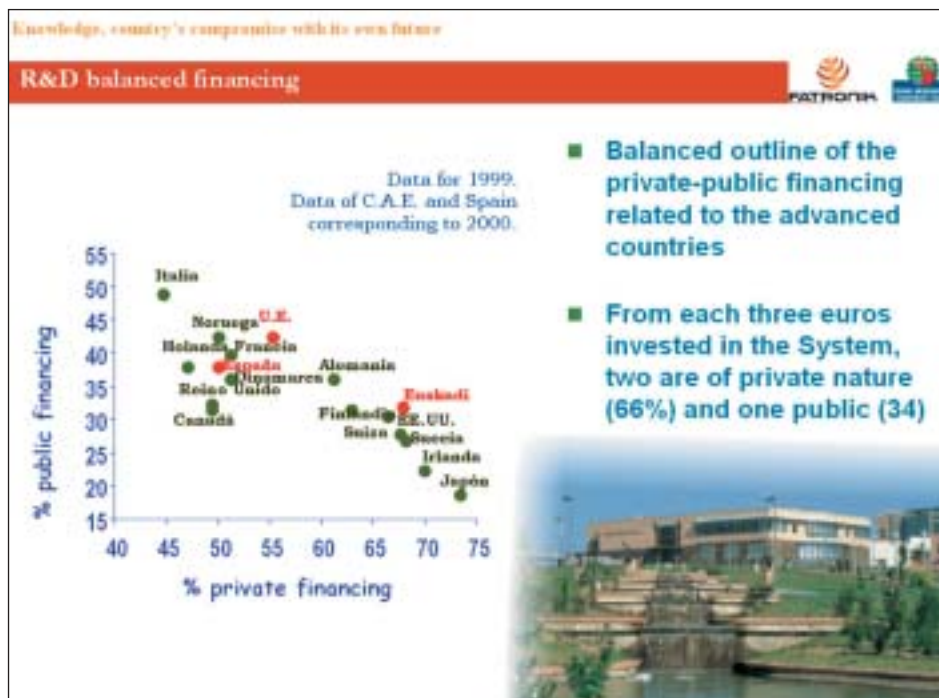 Knowledge, country's compromise with its own future
R&D balanced financing
FATRONIK
Data for 1999.
Data of C.A.E. and Spain
corresponding to 2000.
■ Balanced outline of the
private-public financing
related to the advanced
countries
■ From each three euros
invested in the System,
two are of private nature
(66%) and one public (34)
% public financing
55
50
45
40
35
30
25
20
15
Italia
Noruega
U.E.
Holanda
Francia
España
Dinamarca
Alemania
Reino Unido
Canadá
Euskadi
Finlandia
EE.UU.
Suiza
Suecia
Irlanda
Japón
40 45 50 55 60 65 70 75
% private financing